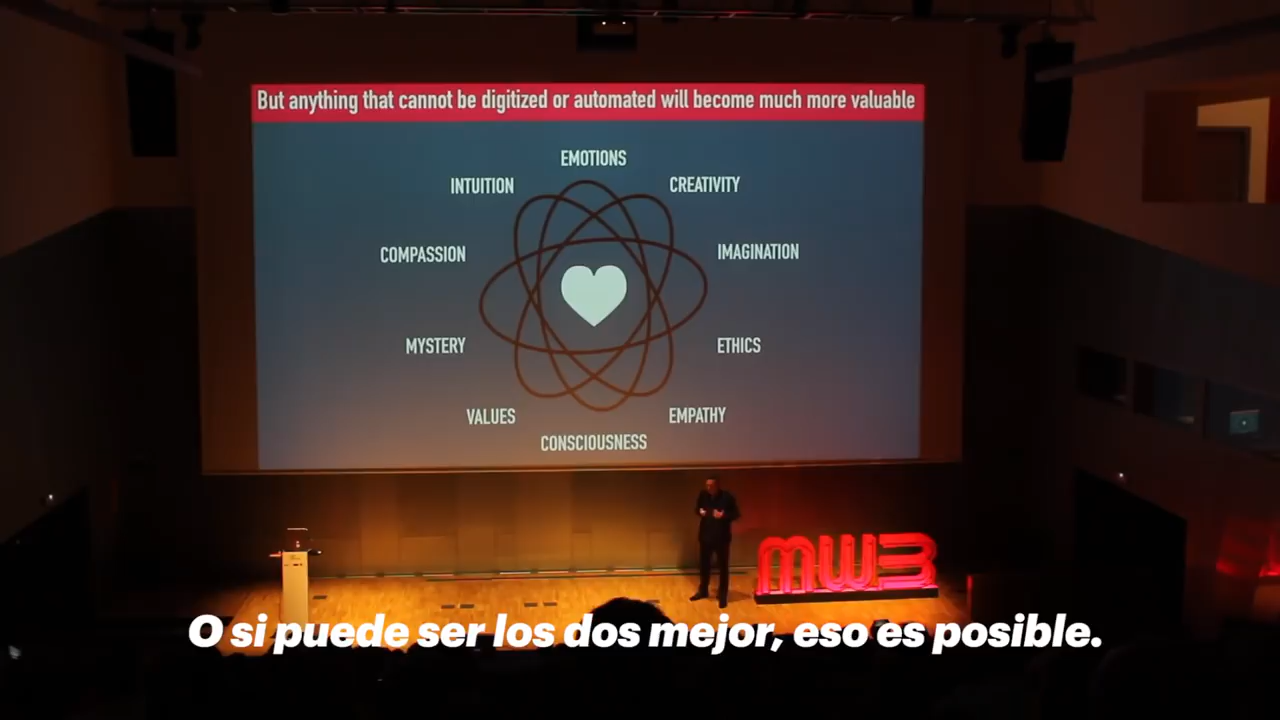 But anything that cannot be digitized or automated will become much more valuable
EMOTIONS
INTUITION
CREATIVITY
COMPASSION
IMAGINATION
MYSTERY
ETHICS
VALUES
EMPATHY
CONSCIOUSNESS
MW3
O si puede ser los dos mejor, eso es posible.